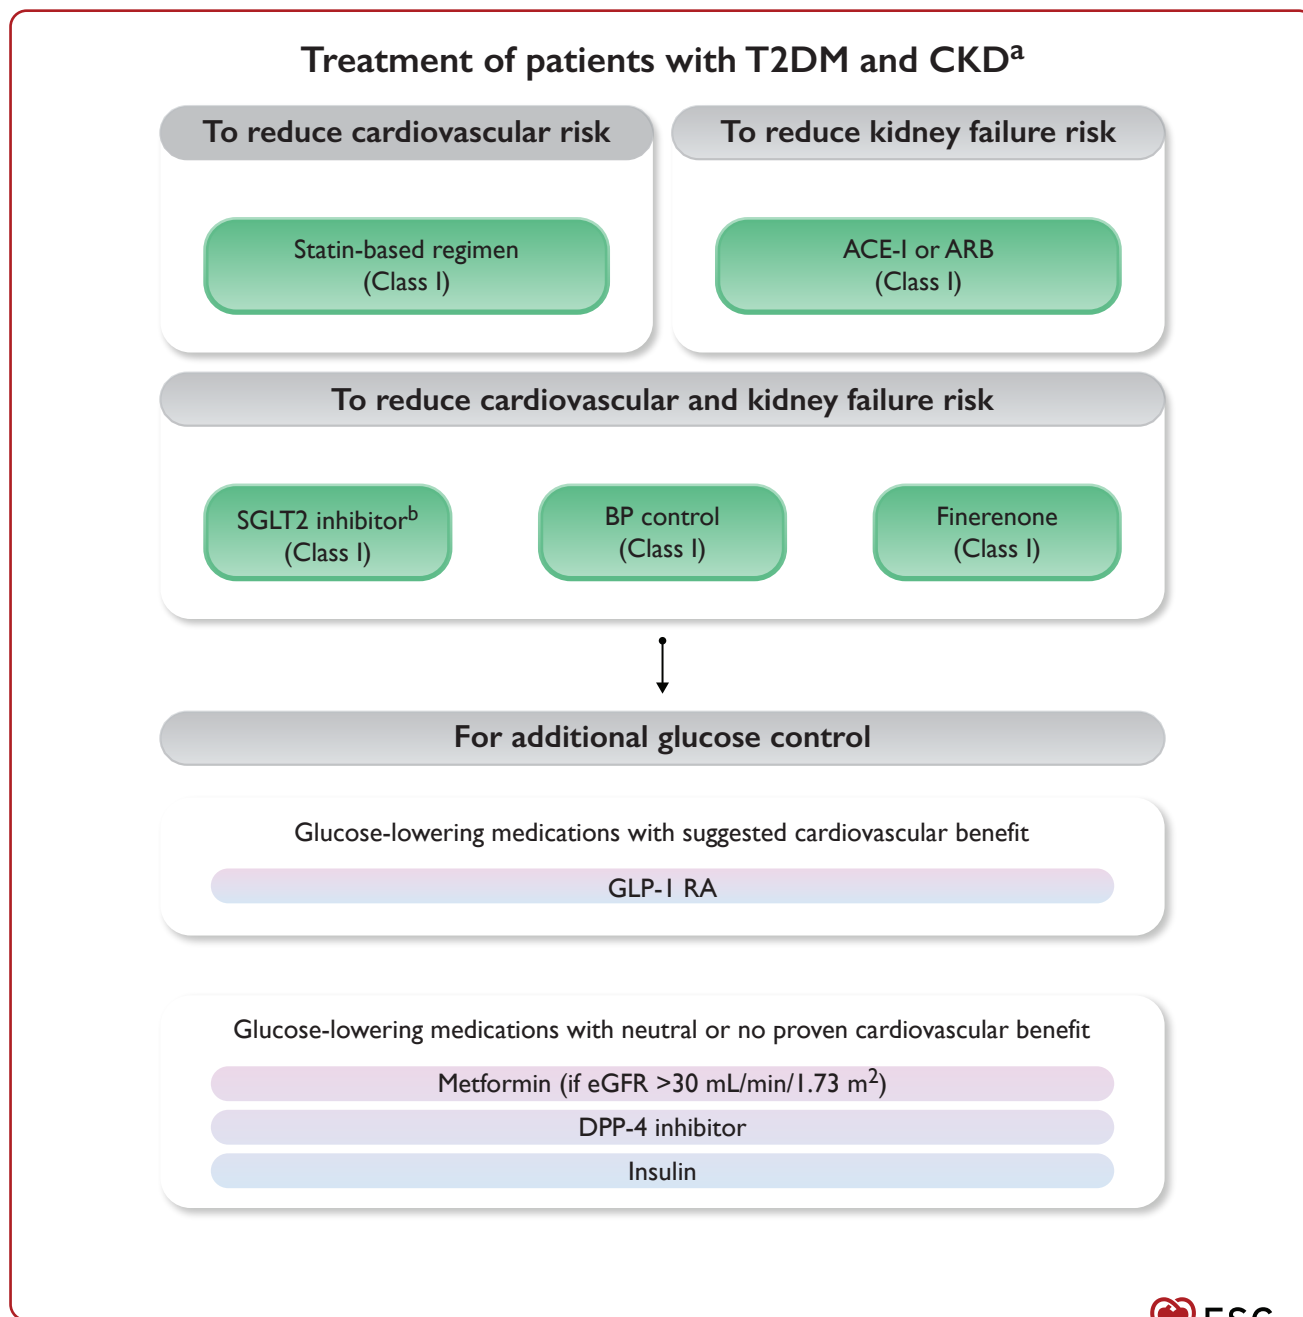 Treatment of patients with T2DM and CKDa
To reduce cardiovascular risk
To reduce kidney failure risk
Statin-based regimen
(Class I)
ACE-I or ARB
(Class I)
To reduce cardiovascular and kidney failure risk
SGLT2 inhibitorb
(Class I)
BP control
(Class I)
Finerenone
(Class I)
For additional glucose control
Glucose-lowering medications with suggested cardiovascular benefit
GLP-1 RA
Glucose-lowering medications with neutral or no proven cardiovascular benefit
Metformin (if eGFR >30 mL/min/1.73 m2)
DPP-4 inhibitor
Insulin
ESC